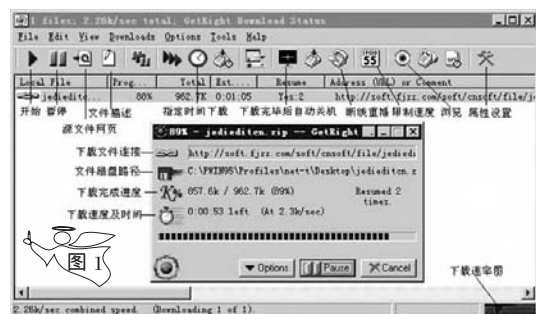 1 files; 2.26k/sec total; GetRight Download Status
File Edit View Downloads Options Tools Help
55
Local File Prog... Total Est... Resume Address (URL) or Comment
jedieditc... 88% 962.7K 0:01:05 Yes:2 http://soft.fjzz.com/soft/cnsoft/file/j
开始 暂停 文件描述 指定时间下载 下载完毕后自动关机 断线重播 限制速度 浏览 属性设置
源文件网页
89% - jedieditcn.zip -- GetRight
下载文件连接 http://soft.fjzz.com/soft/cnsoft/file/jediedi
文件磁盘路径 C:\PWIN95\Profiles\net-t\Desktop\jedieditcn.z
下载完成进度 K% 857.6k / 962.7k (89%) Resumed 2 times.
下载速度及时间 0:00:53 left (At 2.3k/sec)
图 1
Options Pause Cancel
下载速率图
2.26k/sec combined speed. (Downloading 1 of 1).